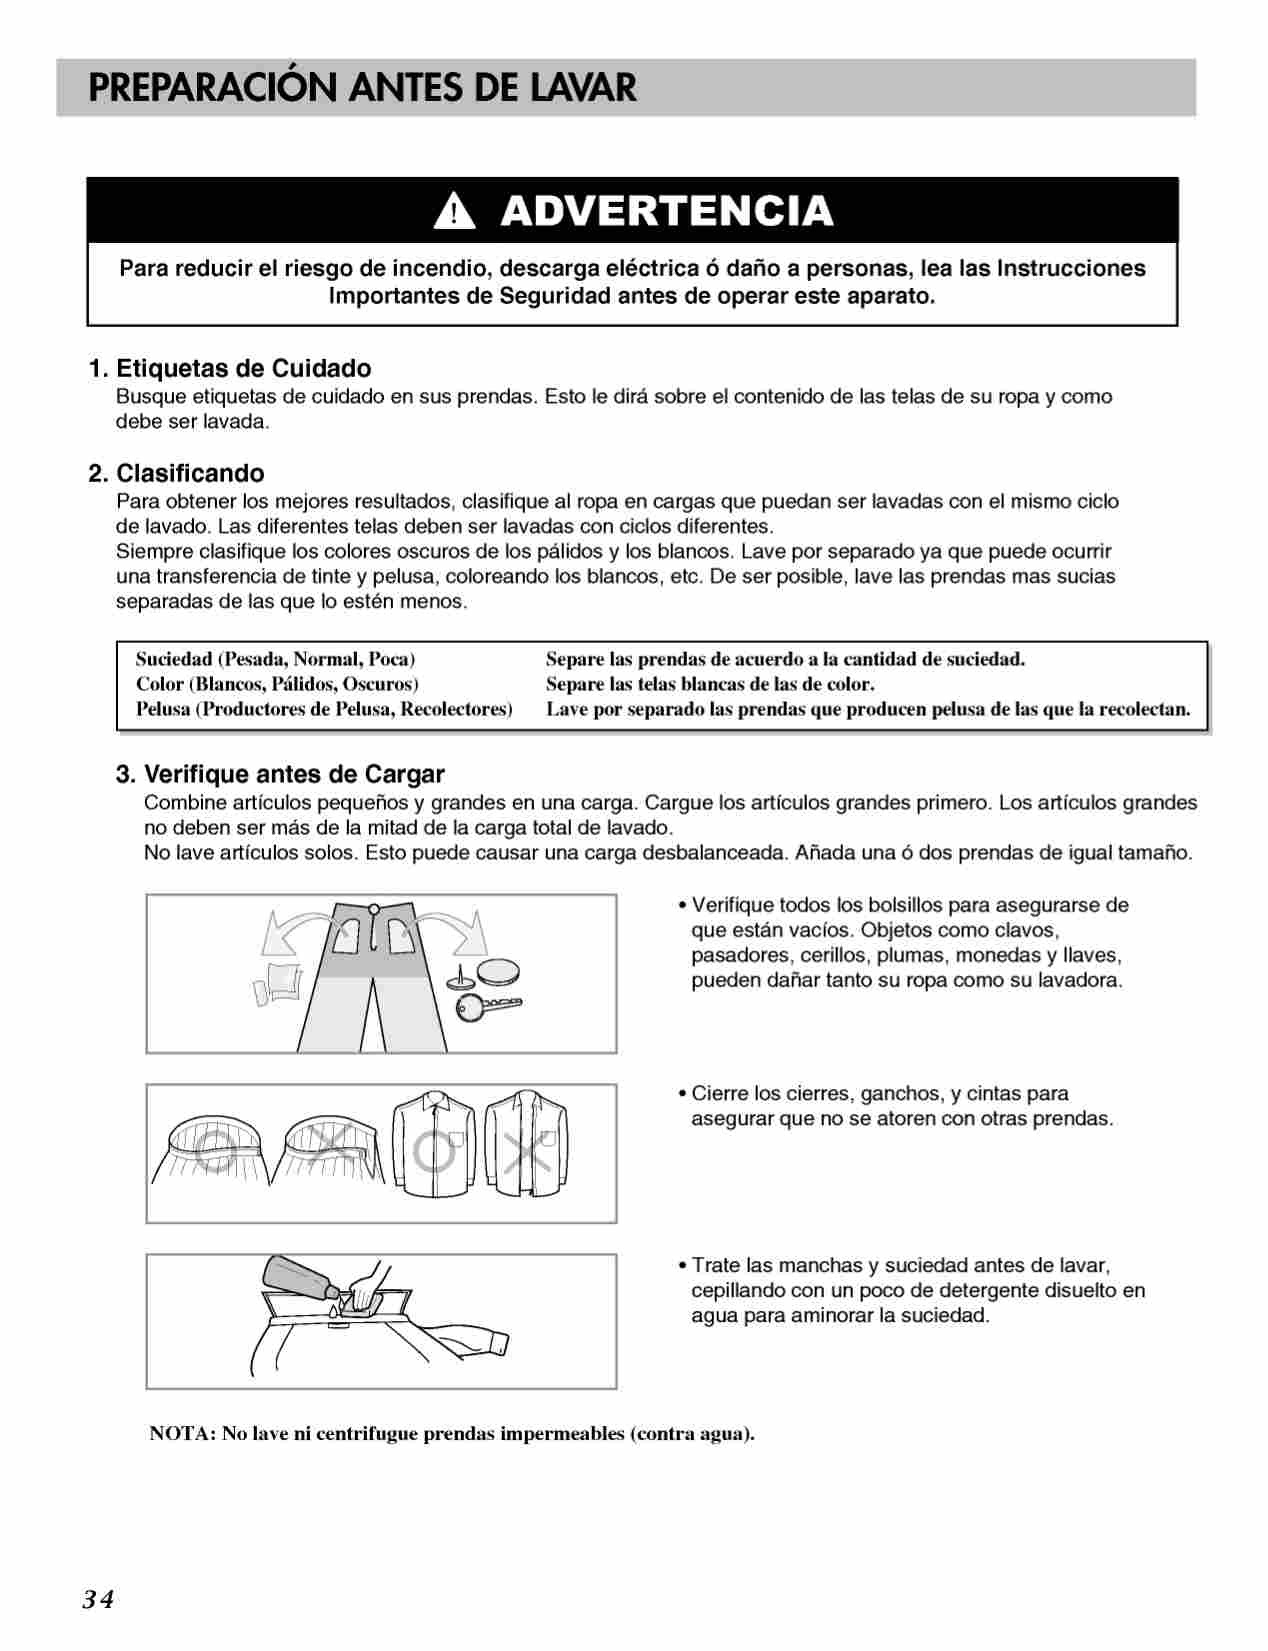 PREPARACIÓN ANTES DE LAVAR
ADVERTENCIA
Para reducir el riesgo de incendio, descarga eléctrica ó daño a personas, lea las Instrucciones
Importantes de Seguridad antes de operar este aparato.
1. Etiquetas de Cuidado
Busque etiquetas de cuidado en sus prendas. Esto le dirá sobre el contenido de las telas de su ropa y como
debe ser lavada.
2. Clasificando
Para obtener los mejores resultados, clasifique al ropa en cargas que puedan ser lavadas con el mismo ciclo
de lavado. Las diferentes telas deben ser lavadas con ciclos diferentes.
Siempre clasifique los colores oscuros de los pálidos y los blancos. Lave por separado ya que puede ocurrir
una transferencia de tinte y pelusa, coloreando los blancos, etc. De ser posible, lave las prendas mas sucias
separadas de las que lo estén menos.
Suciedad (Pesada, Normal, Poca) Separe las prendas de acuerdo a la cantidad de suciedad.
Color (Blancos, Pálidos, Oscuros) Separe las telas blancas de las de color.
Pelusa (Productores de Pelusa, Recolectores) Lave por separado las prendas que producen pelusa de las que la recolectan.
3. Verifique antes de Cargar
Combine artículos pequeños y grandes en una carga. Cargue los artículos grandes primero. Los artículos grandes
no deben ser más de la mitad de la carga total de lavado.
No lave artículos solos. Esto puede causar una carga desbalanceada. Añada una ó dos prendas de igual tamaño.
• Verifique todos los bolsillos para asegurarse de
que están vacíos. Objetos como clavos,
pasadores, cerillos, plumas, monedas y llaves,
pueden dañar tanto su ropa como su lavadora.
• Cierre los cierres, ganchos, y cintas para
asegurar que no se atoren con otras prendas.
• Trate las manchas y suciedad antes de lavar,
cepillando con un poco de detergente disuelto en
agua para aminorar la suciedad.
NOTA: No lave ni centrifugue prendas impermeables (contra agua).
34